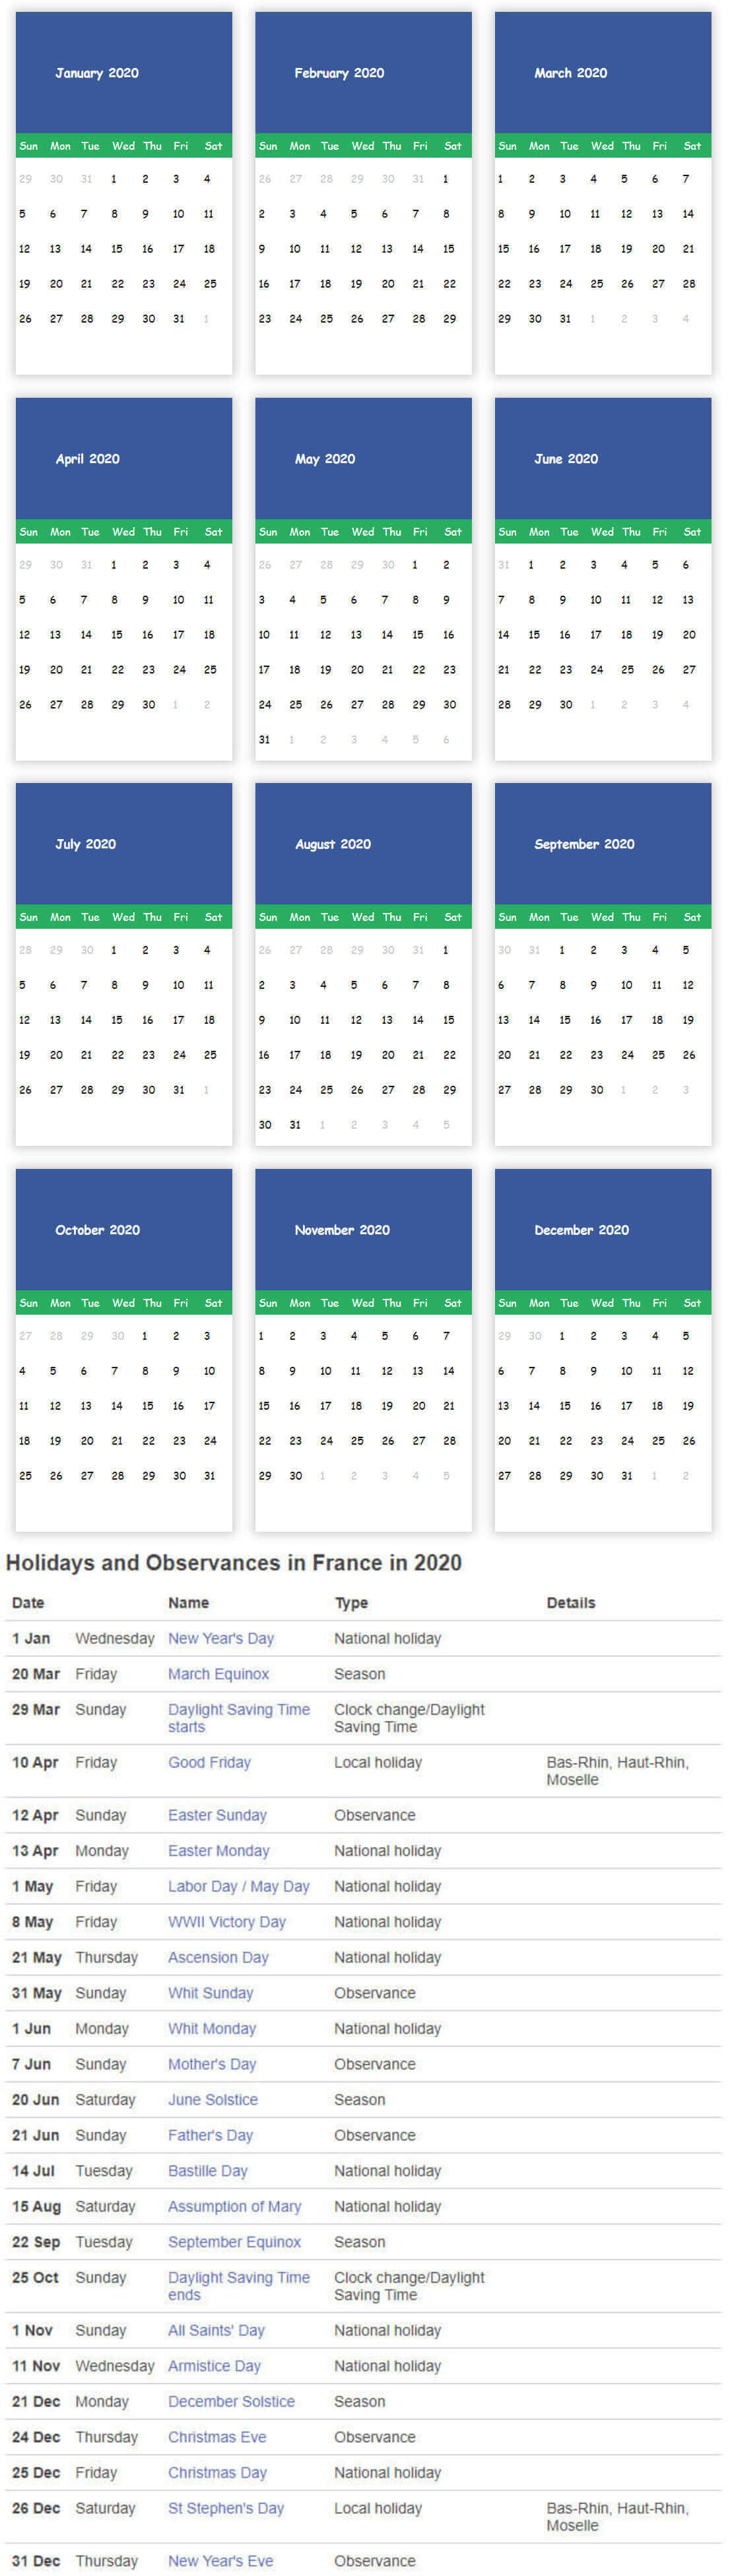 January 2020 February 2020 March 2020
Sun Mon Tue Wed Thu Fri Sat Sun Mon Tue Wed Thu Fri Sat Sun Mon Tue Wed Thu Fri Sat
29 30 31 1 2 3 4 26 27 28 29 30 31 1 1 2 3 4 5 6 7
5 6 7 8 9 10 11 2 3 4 5 6 7 8 8 9 10 11 12 13 14
12 13 14 15 16 17 18 9 10 11 12 13 14 15 15 16 17 18 19 20 21
19 20 21 22 23 24 25 16 17 18 19 20 21 22 22 23 24 25 26 27 28
26 27 28 29 30 31 1 23 24 25 26 27 28 29 29 30 31 1 2 3 4
April 2020 May 2020 June 2020
Sun Mon Tue Wed Thu Fri Sat Sun Mon Tue Wed Thu Fri Sat Sun Mon Tue Wed Thu Fri Sat
29 30 31 1 2 3 4 26 27 28 29 30 1 2 31 1 2 3 4 5 6
5 6 7 8 9 10 11 3 4 5 6 7 8 9 7 8 9 10 11 12 13
12 13 14 15 16 17 18 10 11 12 13 14 15 16 14 15 16 17 18 19 20
19 20 21 22 23 24 25 17 18 19 20 21 22 23 21 22 23 24 25 26 27
26 27 28 29 30 1 2 24 25 26 27 28 29 30 28 29 30 1 2 3 4
31 1 2 3 4 5 6
July 2020 August 2020 September 2020
Sun Mon Tue Wed Thu Fri Sat Sun Mon Tue Wed Thu Fri Sat Sun Mon Tue Wed Thu Fri Sat
28 29 30 1 2 3 4 26 27 28 29 30 31 1 30 31 1 2 3 4 5
5 6 7 8 9 10 11 2 3 4 5 6 7 8 6 7 8 9 10 11 12
12 13 14 15 16 17 18 9 10 11 12 13 14 15 13 14 15 16 17 18 19
19 20 21 22 23 24 25 16 17 18 19 20 21 22 20 21 22 23 24 25 26
26 27 28 29 30 31 1 23 24 25 26 27 28 29 27 28 29 30 1 2 3
30 31 1 2 3 4 5
October 2020 November 2020 December 2020
Sun Mon Tue Wed Thu Fri Sat Sun Mon Tue Wed Thu Fri Sat Sun Mon Tue Wed Thu Fri Sat
27 28 29 30 1 2 3 1 2 3 4 5 6 7 29 30 1 2 3 4 5
4 5 6 7 8 9 10 8 9 10 11 12 13 14 6 7 8 9 10 11 12
11 12 13 14 15 16 17 15 16 17 18 19 20 21 13 14 15 16 17 18 19
18 19 20 21 22 23 24 22 23 24 25 26 27 28 20 21 22 23 24 25 26
25 26 27 28 29 30 31 29 30 1 2 3 4 5 27 28 29 30 31 1 2
Holidays and Observances in France in 2020
Date Name Type Details
1 Jan Wednesday New Year's Day National holiday
20 Mar Friday March Equinox Season
29 Mar Sunday Daylight Saving Time Clock change/Daylight
starts Saving Time
10 Apr Friday Good Friday Local holiday Bas-Rhin, Haut-Rhin,
Moselle
12 Apr Sunday Easter Sunday Observance
13 Apr Monday Easter Monday National holiday
1 May Friday Labor Day / May Day National holiday
8 May Friday WWII Victory Day National holiday
21 May Thursday Ascension Day National holiday
31 May Sunday Whit Sunday Observance
1 Jun Monday Whit Monday National holiday
7 Jun Sunday Mother's Day Observance
20 Jun Saturday June Solstice Season
21 Jun Sunday Father's Day Observance
14 Jul Tuesday Bastille Day National holiday
15 Aug Saturday Assumption of Mary National holiday
22 Sep Tuesday September Equinox Season
25 Oct Sunday Daylight Saving Time Clock change/Daylight
ends Saving Time
1 Nov Sunday All Saints' Day National holiday
11 Nov Wednesday Armistice Day National holiday
21 Dec Monday December Solstice Season
24 Dec Thursday Christmas Eve Observance
25 Dec Friday Christmas Day National holiday
26 Dec Saturday St Stephen's Day Local holiday Bas-Rhin, Haut-Rhin,
Moselle
31 Dec Thursday New Year's Eve Observance